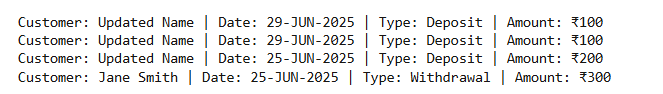 Customer: Updated Name | Date: 29-JUN-2025 | Type: Deposit | Amount: ₹100
Customer: Updated Name | Date: 29-JUN-2025 | Type: Deposit | Amount: ₹100
Customer: Updated Name | Date: 25-JUN-2025 | Type: Deposit | Amount: ₹200
Customer: Jane Smith | Date: 25-JUN-2025 | Type: Withdrawal | Amount: ₹300